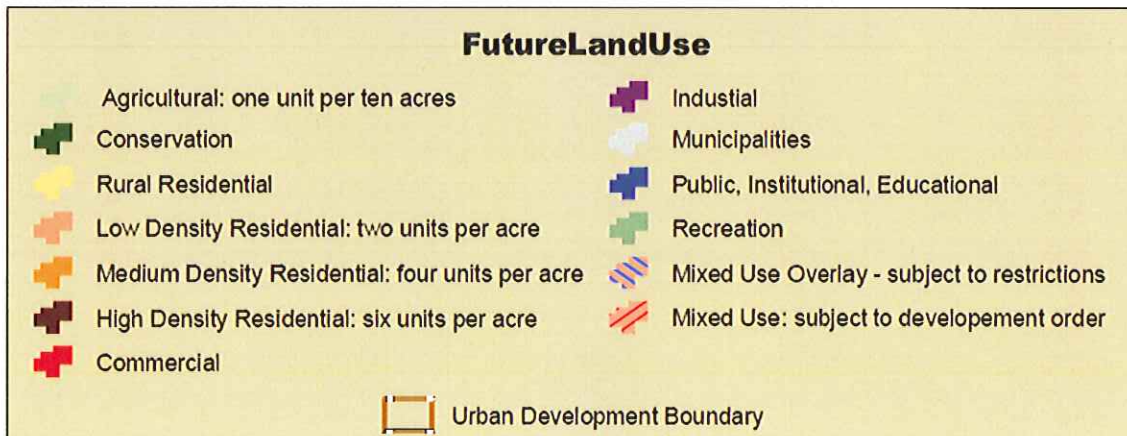 FutureLandUse
Agricultural: one unit per ten acres
Conservation
Rural Residential
Low Density Residential: two units per acre
Medium Density Residential: four units per acre
High Density Residential: six units per acre
Commercial
Industial
Municipalities
Public, Institutional, Educational
Recreation
Mixed Use Overlay - subject to restrictions
Mixed Use: subject to developement order
Urban Development Boundary